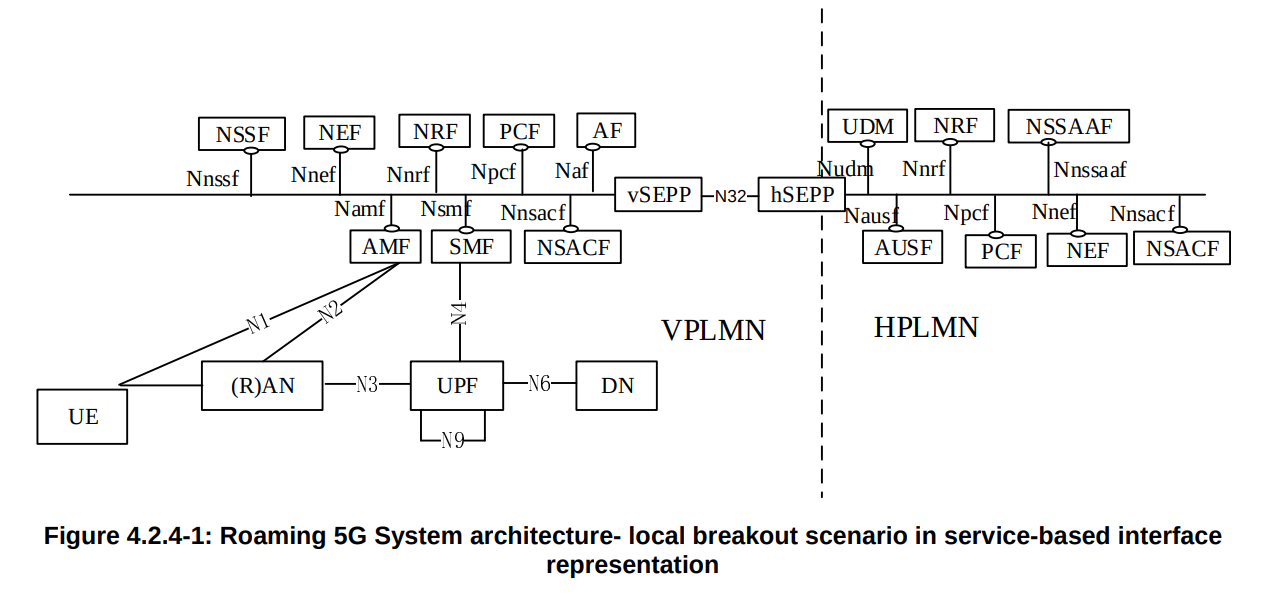 NSSF NEF NRF PCF AF UDM NRF NSSAAF
Nnssf Nnef Nnrf Npcf Naf Nudm Nnrf Nnssaaf
vSEPP N32 hSEPP
Namf Nsmf Nnsacf Nausf Npcf Nnef Nnsacf
AMF SMF NSACF AUSF PCF NEF NSACF
N1 N2 N4 VPLMN HPLMN
UE (R)AN N3 UPF N6 DN
N9
Figure 4.2.4-1: Roaming 5G System architecture- local breakout scenario in service-based interface
representation